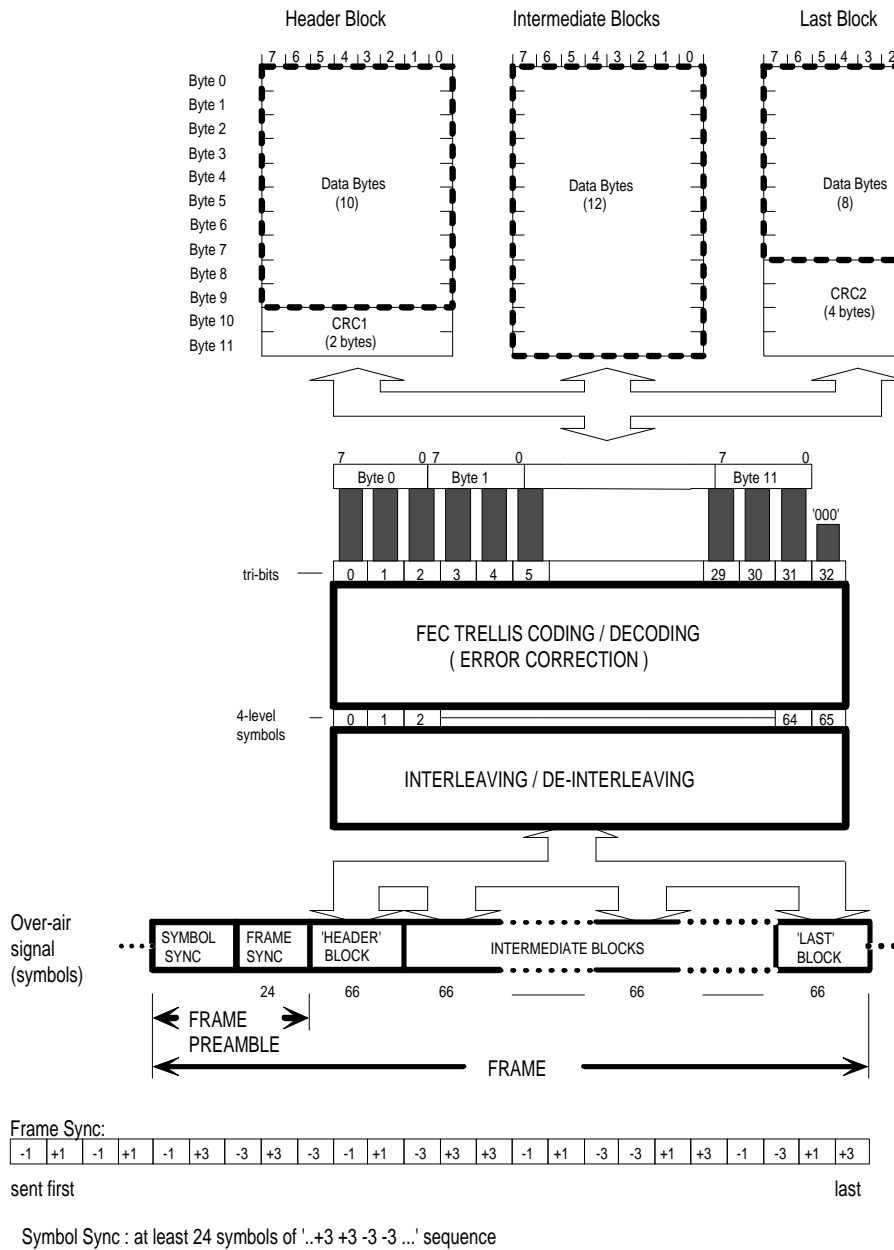 Header Block Intermediate Blocks Last Block
7 6 5 4 3 2 1 0 7 6 5 4 3 2 1 0 7 6 5 4 3 2
Byte 0
Byte 1
Byte 2
Byte 3
Byte 4
Byte 5
Byte 6
Byte 7
Byte 8
Byte 9
Byte 10
Byte 11
Data Bytes
(10)
CRC1
(2 bytes)
Data Bytes
(12)
Data Bytes
(8)
CRC2
(4 bytes)
7 0 7 0 7 0
Byte 0 Byte 1 Byte 11
'000'
tri-bits 0 1 2 3 4 5 29 30 31 32
FEC TRELLIS CODING / DECODING
( ERROR CORRECTION )
4-level
symbols
0 1 2 64 65
INTERLEAVING / DE-INTERLEAVING
Over-air
signal
(symbols)
SYMBOL
SYNC
FRAME
SYNC
'HEADER'
BLOCK
INTERMEDIATE BLOCKS
'LAST'
BLOCK
24 66 66 66 66
FRAME
PREAMBLE
FRAME
Frame Sync:
-1 +1 -1 +1 -1 +3 -3 +3 -3 -1 +1 -3 +3 +3 -1 +1 -3 -3 +1 +3 -1 -3 +1 +3
sent first last
Symbol Sync : at least 24 symbols of '..+3 +3 -3 -3 ...' sequence